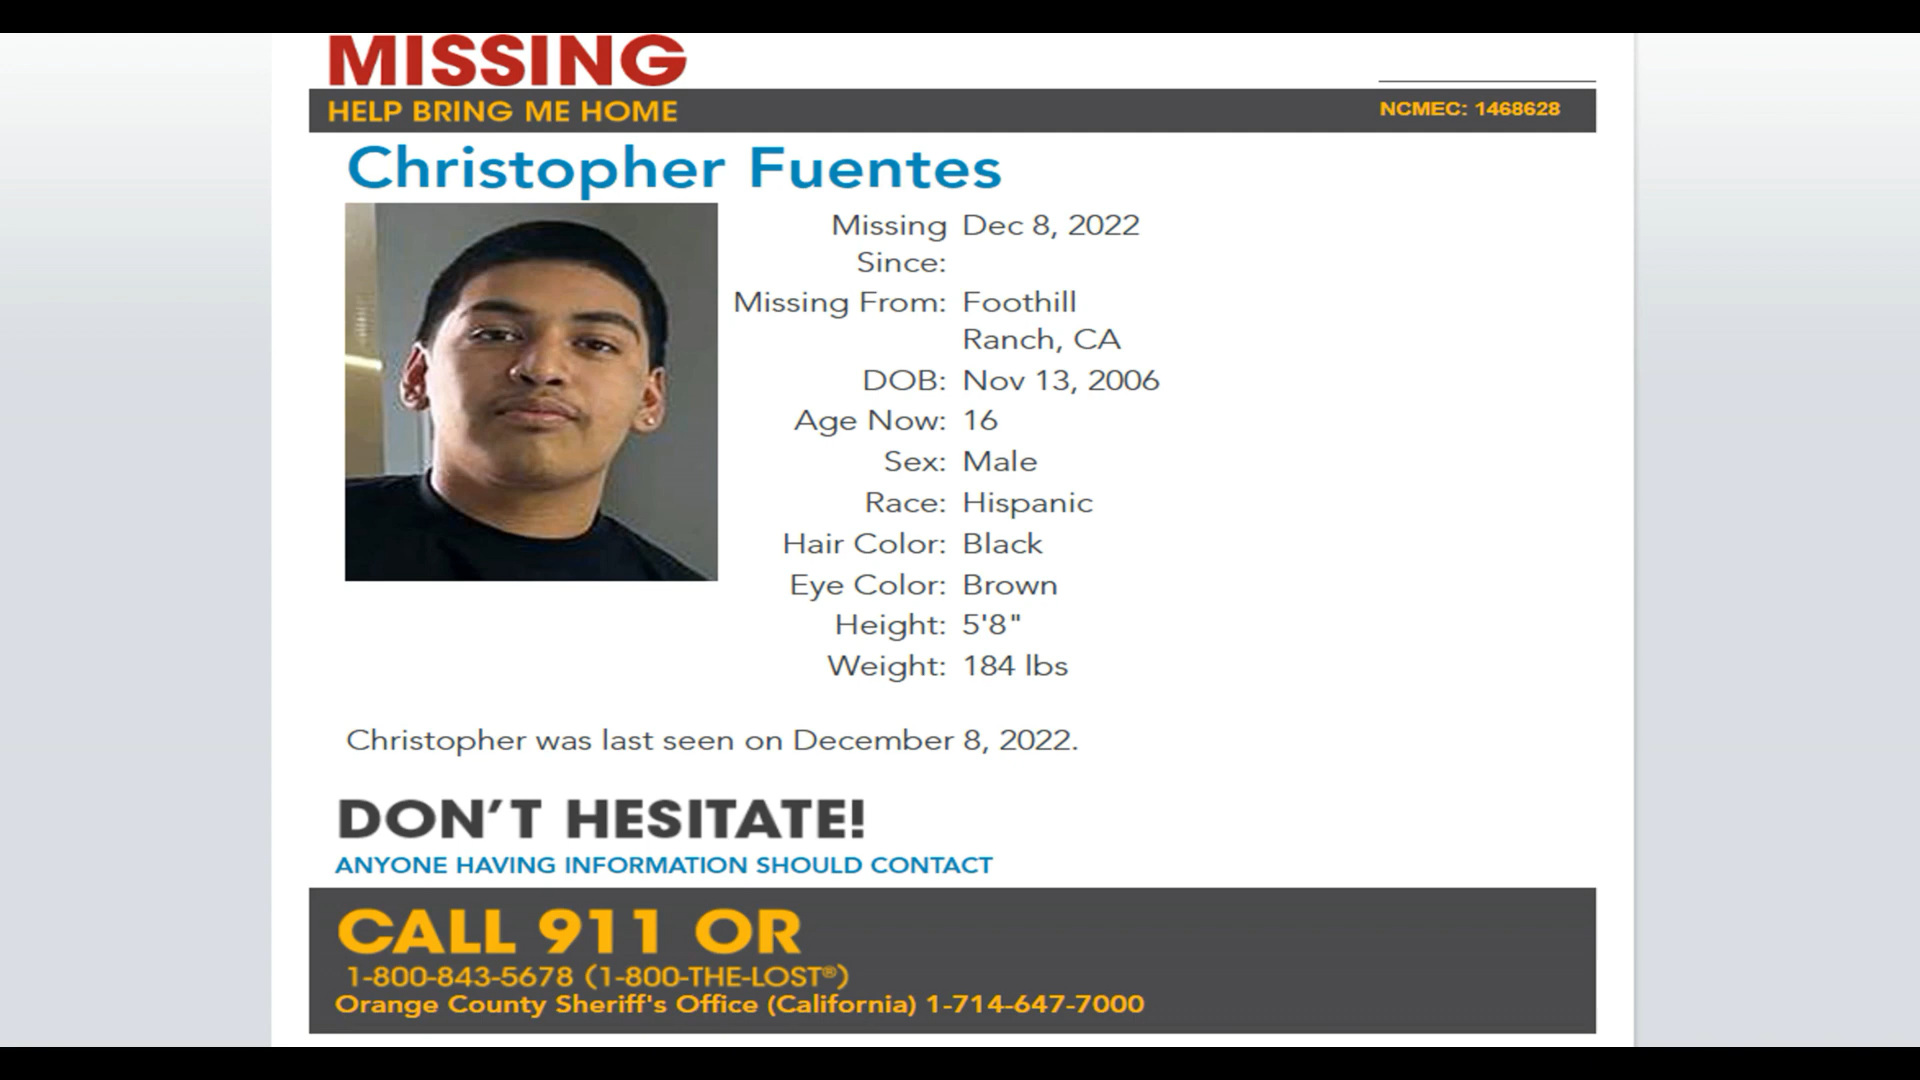 MISSING
HELP BRING ME HOME
NCMEC: 1468628
Christopher Fuentes
Missing Since: Dec 8, 2022
Missing From: Foothill Ranch, CA
DOB: Nov 13, 2006
Age Now: 16
Sex: Male
Race: Hispanic
Hair Color: Black
Eye Color: Brown
Height: 5'8"
Weight: 184 lbs
Christopher was last seen on December 8, 2022.
DON'T HESITATE!
ANYONE HAVING INFORMATION SHOULD CONTACT
CALL 911 OR
1-800-843-5678 (1-800-THE-LOST®)
Orange County Sheriff's Office (California) 1-714-647-7000